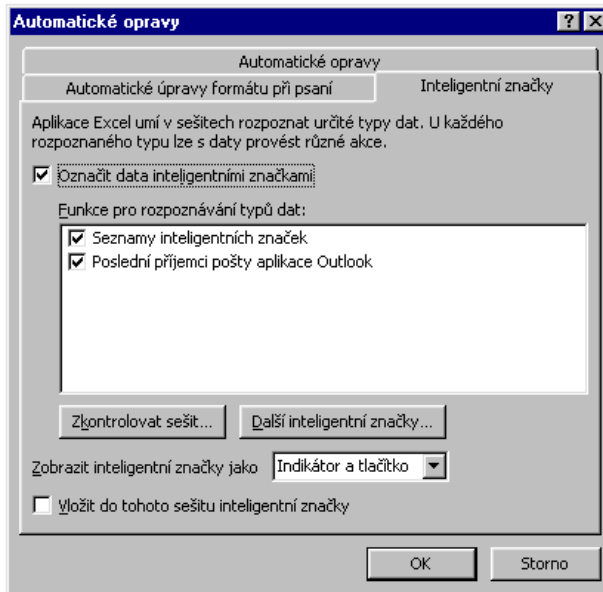 Automatické opravy
Automatické opravy
Automatické úpravy formátu při psaní
Inteligentní značky
Aplikace Excel umí v sešitech rozpoznat určité typy dat. U každého
rozpoznaného typu lze s daty provést různé akce.
Označit data inteligentními značkami
Funkce pro rozpoznávání typů dat:
Seznamy inteligentních značek
Poslední příjemci pošty aplikace Outlook
Zkontrolovat sešit...
Další inteligentní značky...
Zobrazit inteligentní značky jako
Indikátor a tlačítko
Vložit do tohoto sešitu inteligentní značky
OK
Storno